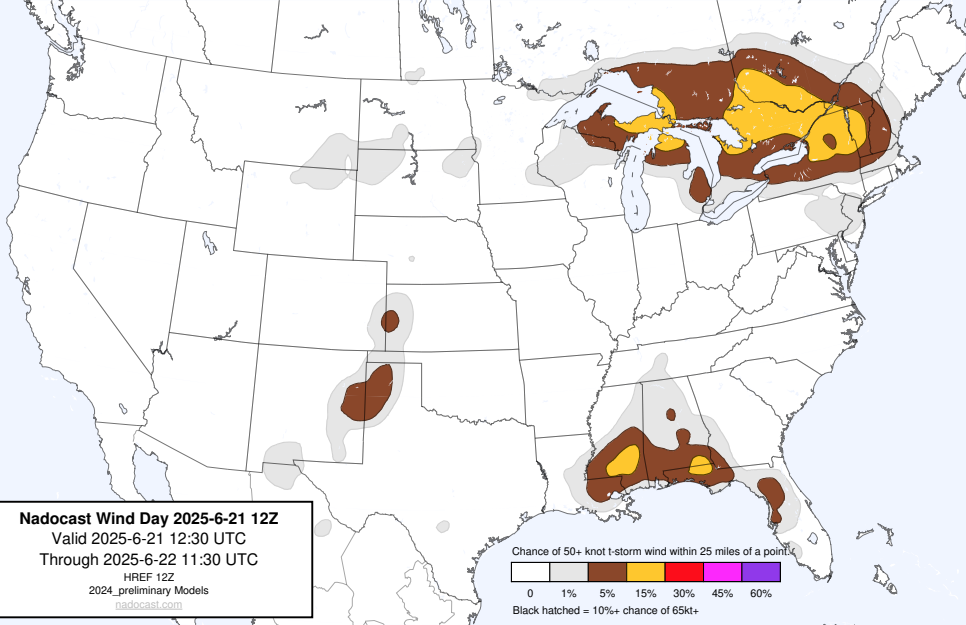 Nadocast Wind Day 2025-6-21 12Z
Valid 2025-6-21 12:30 UTC
Through 2025-6-22 11:30 UTC
HREF 12Z
2024_preliminary Models
nadocast.com
Chance of 50+ knot t-storm wind within 25 miles of a point.
0 1% 5% 15% 30% 45% 60%
Black hatched = 10%+ chance of 65kt+